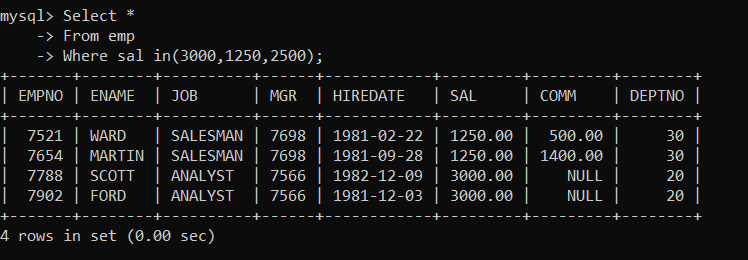 mysql> Select *
    -> From emp
    -> Where sal in(3000,1250,2500);
+-------+--------+----------+------+------------+---------+---------+--------+
| EMPNO | ENAME  | JOB      | MGR  | HIREDATE   | SAL     | COMM    | DEPTNO |
+-------+--------+----------+------+------------+---------+---------+--------+
|  7521 | WARD   | SALESMAN | 7698 | 1981-02-22 | 1250.00 |  500.00 |     30 |
|  7654 | MARTIN | SALESMAN | 7698 | 1981-09-28 | 1250.00 | 1400.00 |     30 |
|  7788 | SCOTT  | ANALYST  | 7566 | 1982-12-09 | 3000.00 |    NULL |     20 |
|  7902 | FORD   | ANALYST  | 7566 | 1981-12-03 | 3000.00 |    NULL |     20 |
+-------+--------+----------+------+------------+---------+---------+--------+
4 rows in set (0.00 sec)